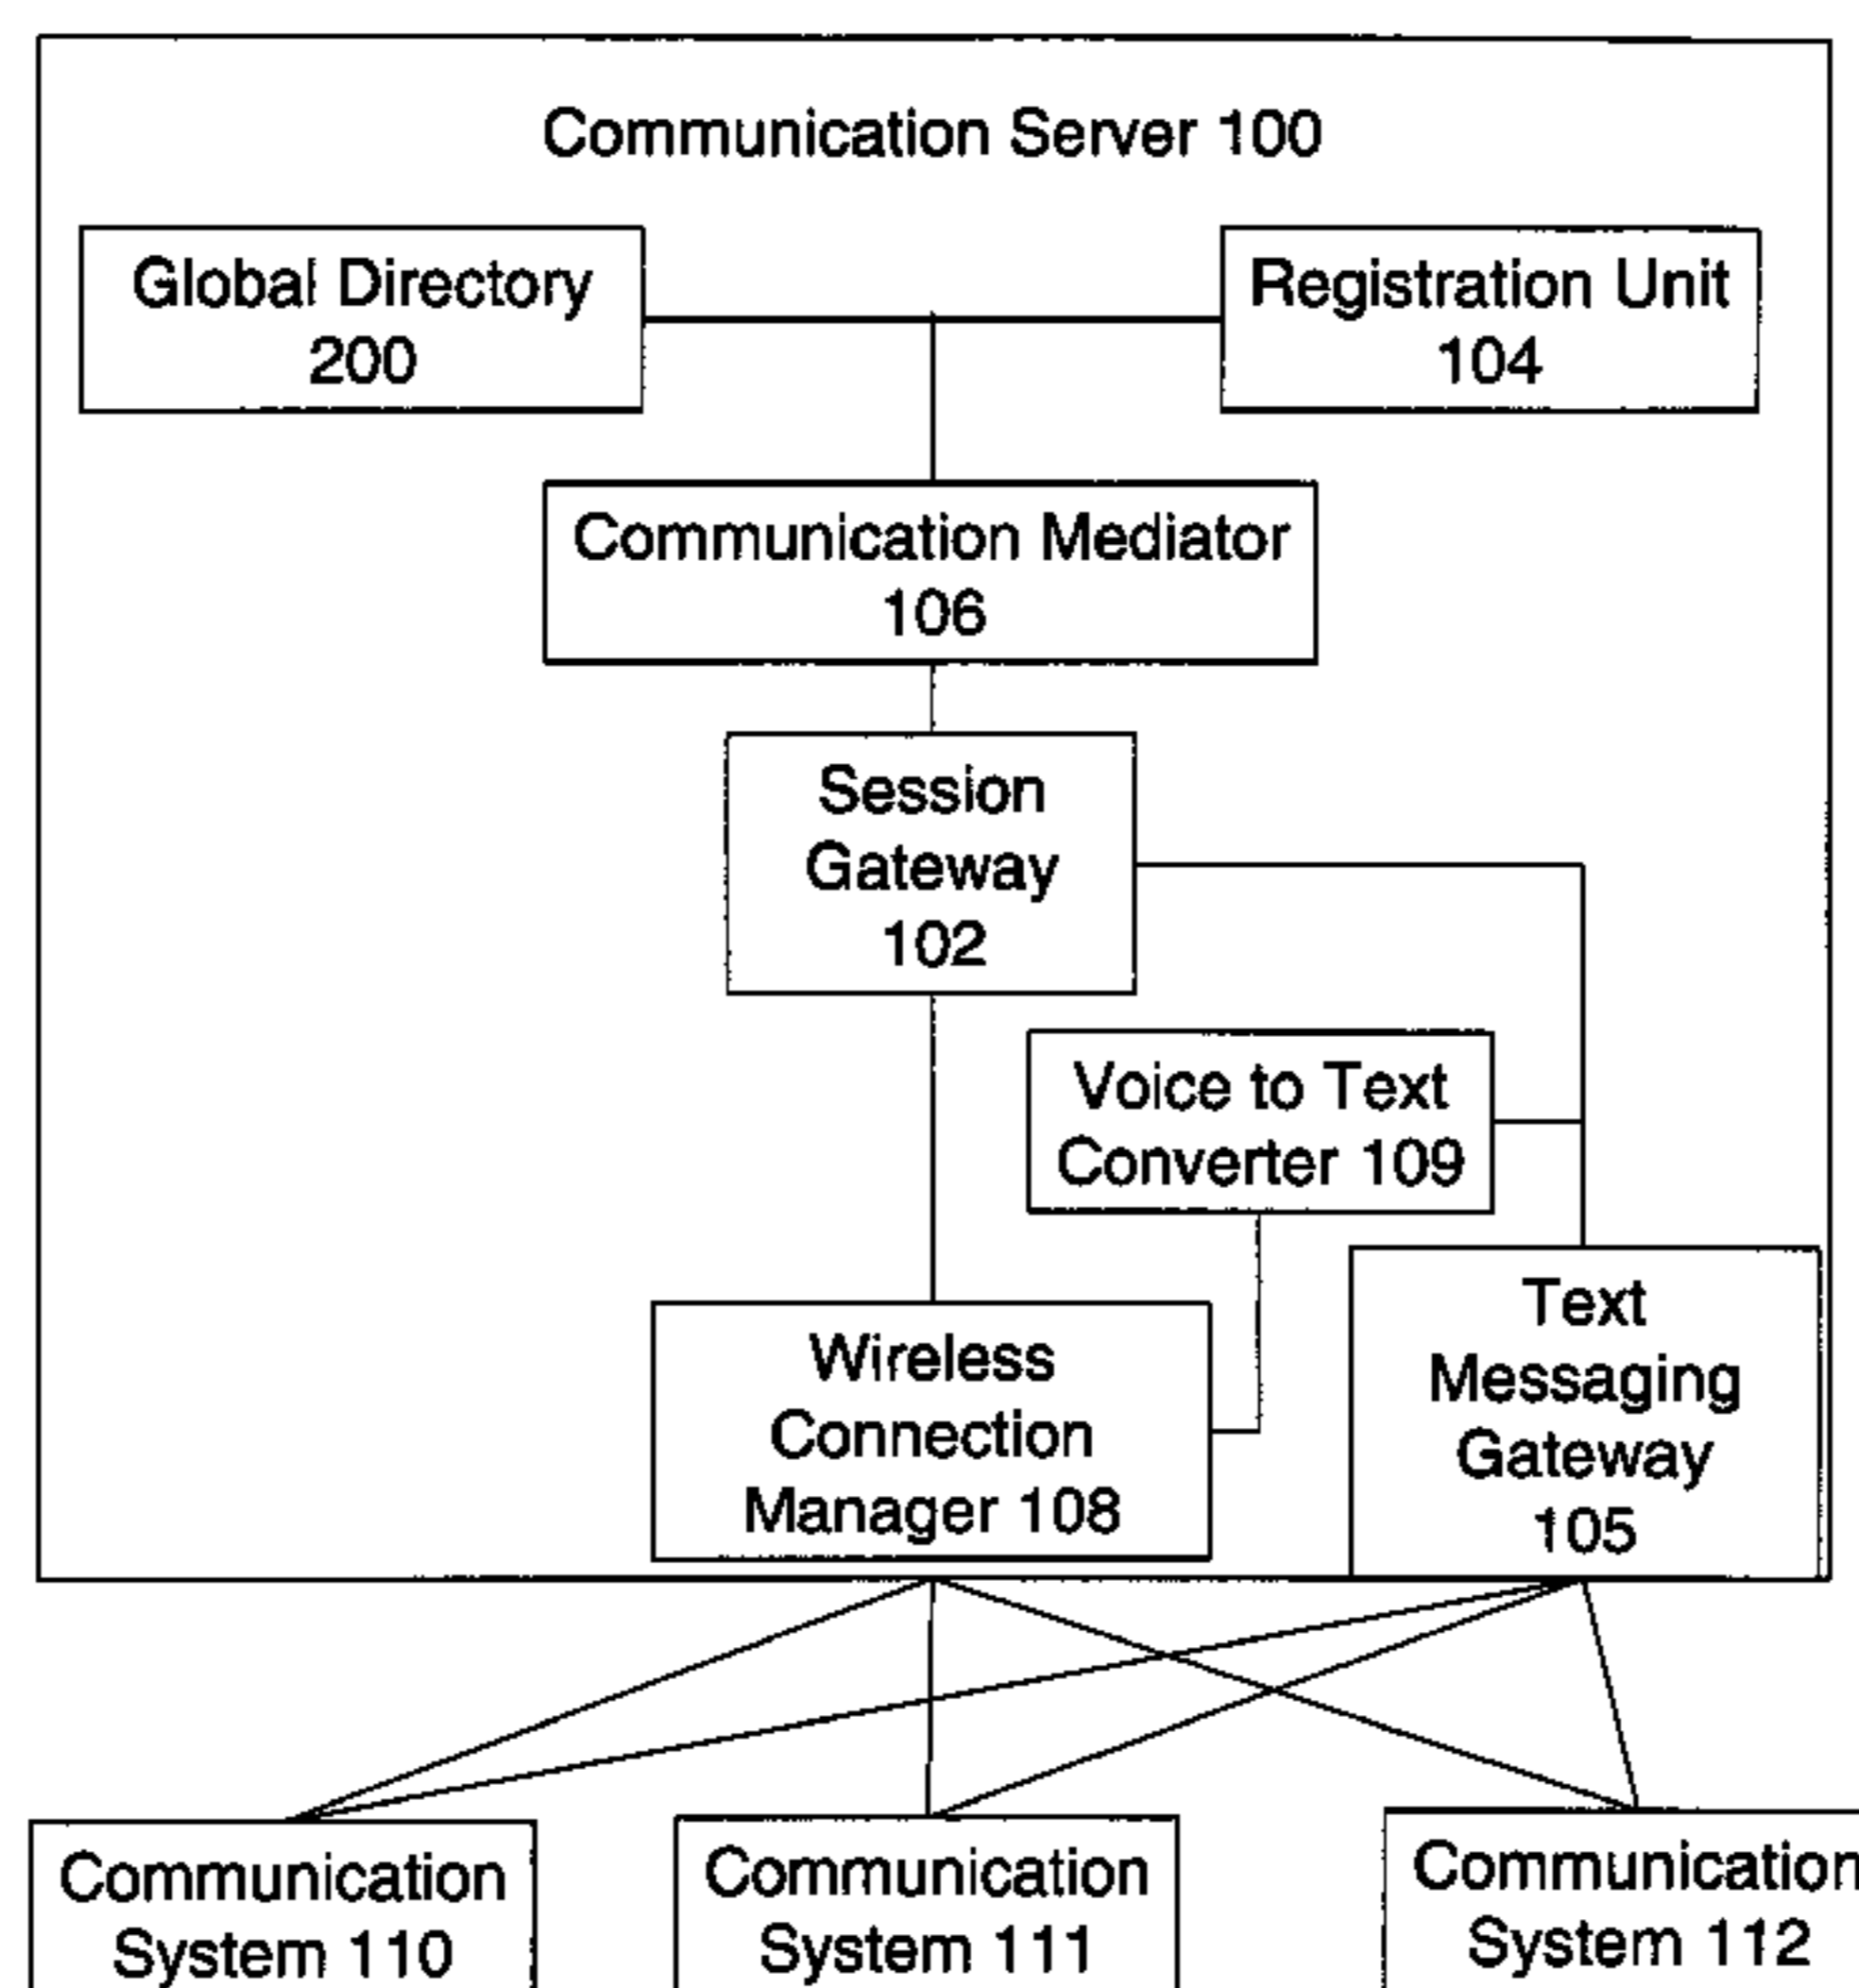 Communication Server 100
Global Directory
200
Registration Unit
104
Communication Mediator
106
Session
Gateway
102
Voice to Text
Converter 109
Wireless
Connection
Manager 108
Text
Messaging
Gateway
105
Communication
System 110
Communication
System 111
Communication
System 112